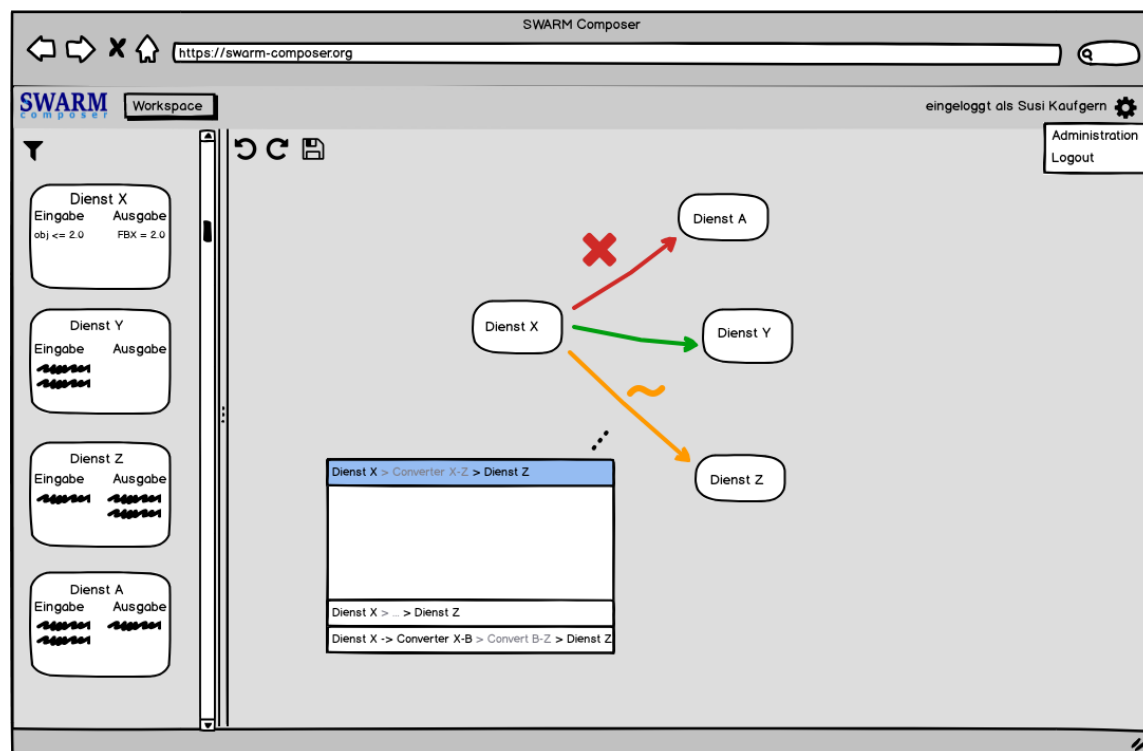 SWARM Composer
https://swarm-composer.org
SWARM
composer
Workspace
eingeloggt als Susi Kaufgern
Administration
Logout
Dienst X
Eingabe Ausgabe
obj <= 2.0 FBX = 2.0
Dienst Y
Eingabe Ausgabe
Dienst Z
Eingabe Ausgabe
Dienst A
Eingabe Ausgabe
Dienst A
Dienst X
Dienst Y
Dienst Z
Dienst X > Converter X-Z > Dienst Z
Dienst X > ... > Dienst Z
Dienst X -> Converter X-B > Convert B-Z > Dienst Z